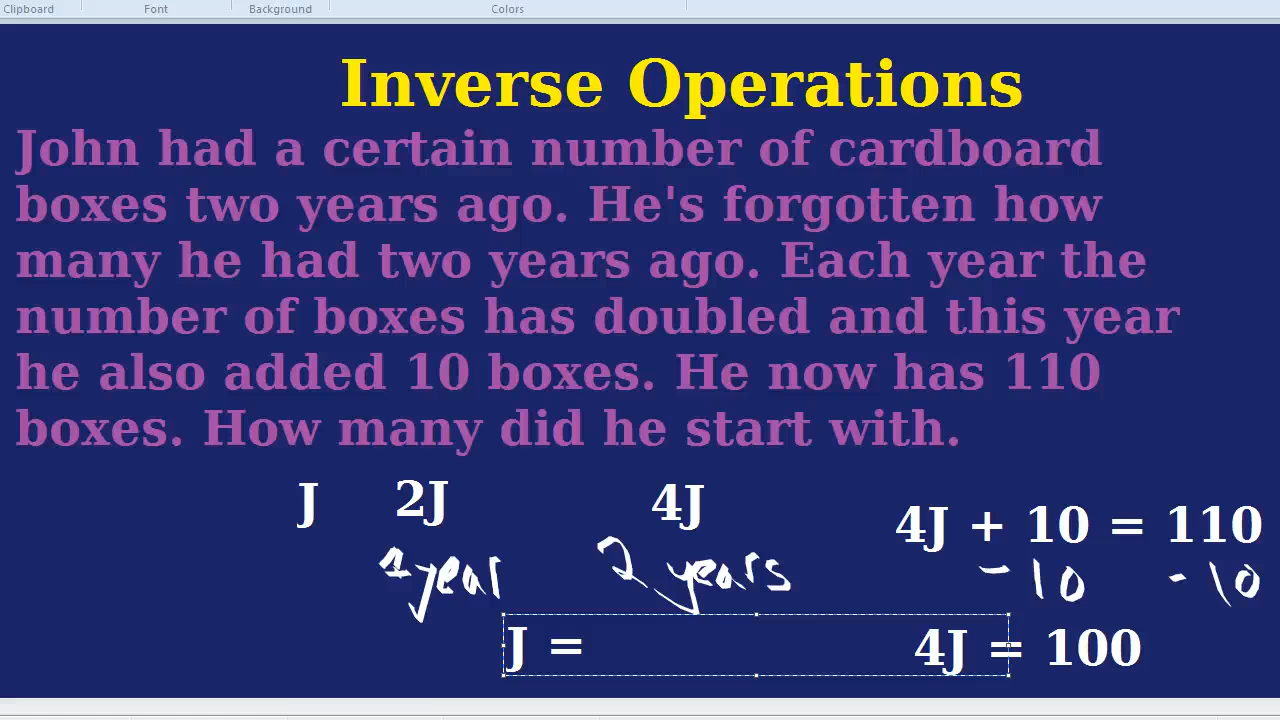 Clipboard Font Background Colors
Inverse Operations
John had a certain number of cardboard
boxes two years ago. He's forgotten how
many he had two years ago. Each year the
number of boxes has doubled and this year
he also added 10 boxes. He now has 110
boxes. How many did he start with.
J 2J 4J 4J + 10 = 110
1 year 2 years - 10 - 10
J = 4J = 100